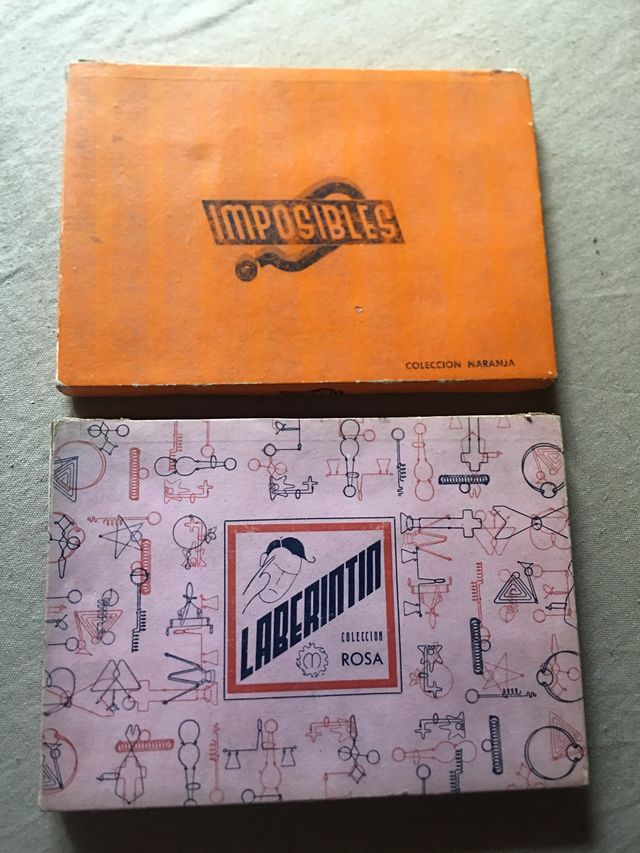 IMPOSIBLES
COLECCION NARANJA
LABERINTIN
COLECCION
ROSA